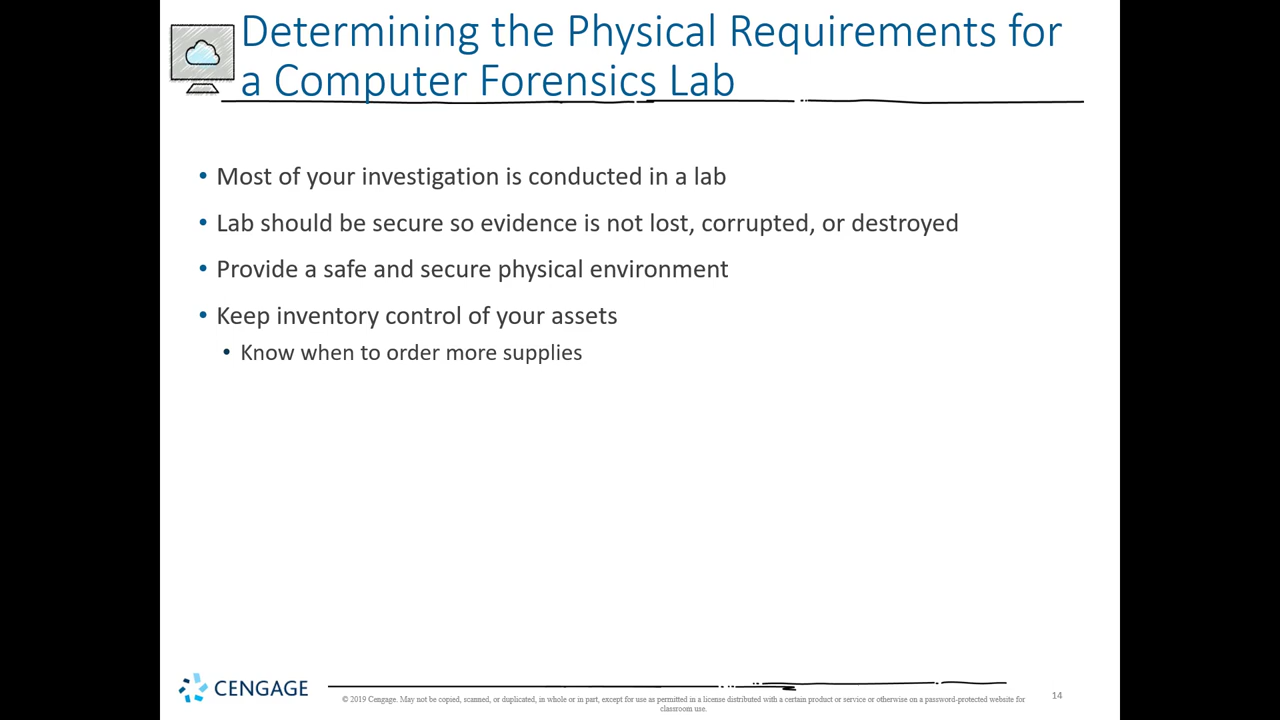 Determining the Physical Requirements for
a Computer Forensics Lab
• Most of your investigation is conducted in a lab
• Lab should be secure so evidence is not lost, corrupted, or destroyed
• Provide a safe and secure physical environment
• Keep inventory control of your assets
• Know when to order more supplies
CENGAGE
© 2019 Cengage. May not be copied, scanned, or duplicated, in whole or in part, except for use as permitted in a license distributed with a certain product or service or otherwise on a password-protected website for
classroom use.
14